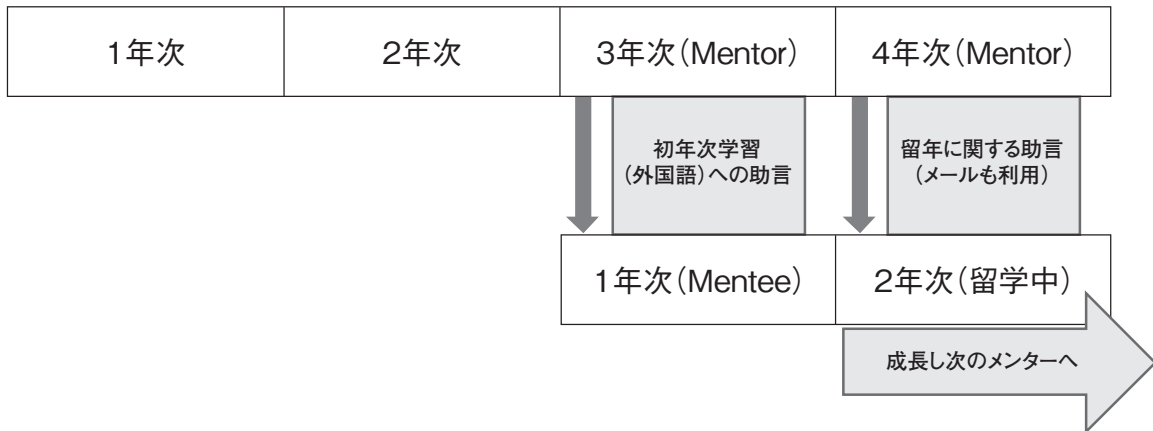 1年次
2年次
3年次(Mentor)
4年次(Mentor)
初年次学習
(外国語)への助言
留年に関する助言
(メールも利用)
1年次(Mentee)
2年次(留学中)
成長し次のメンターへ